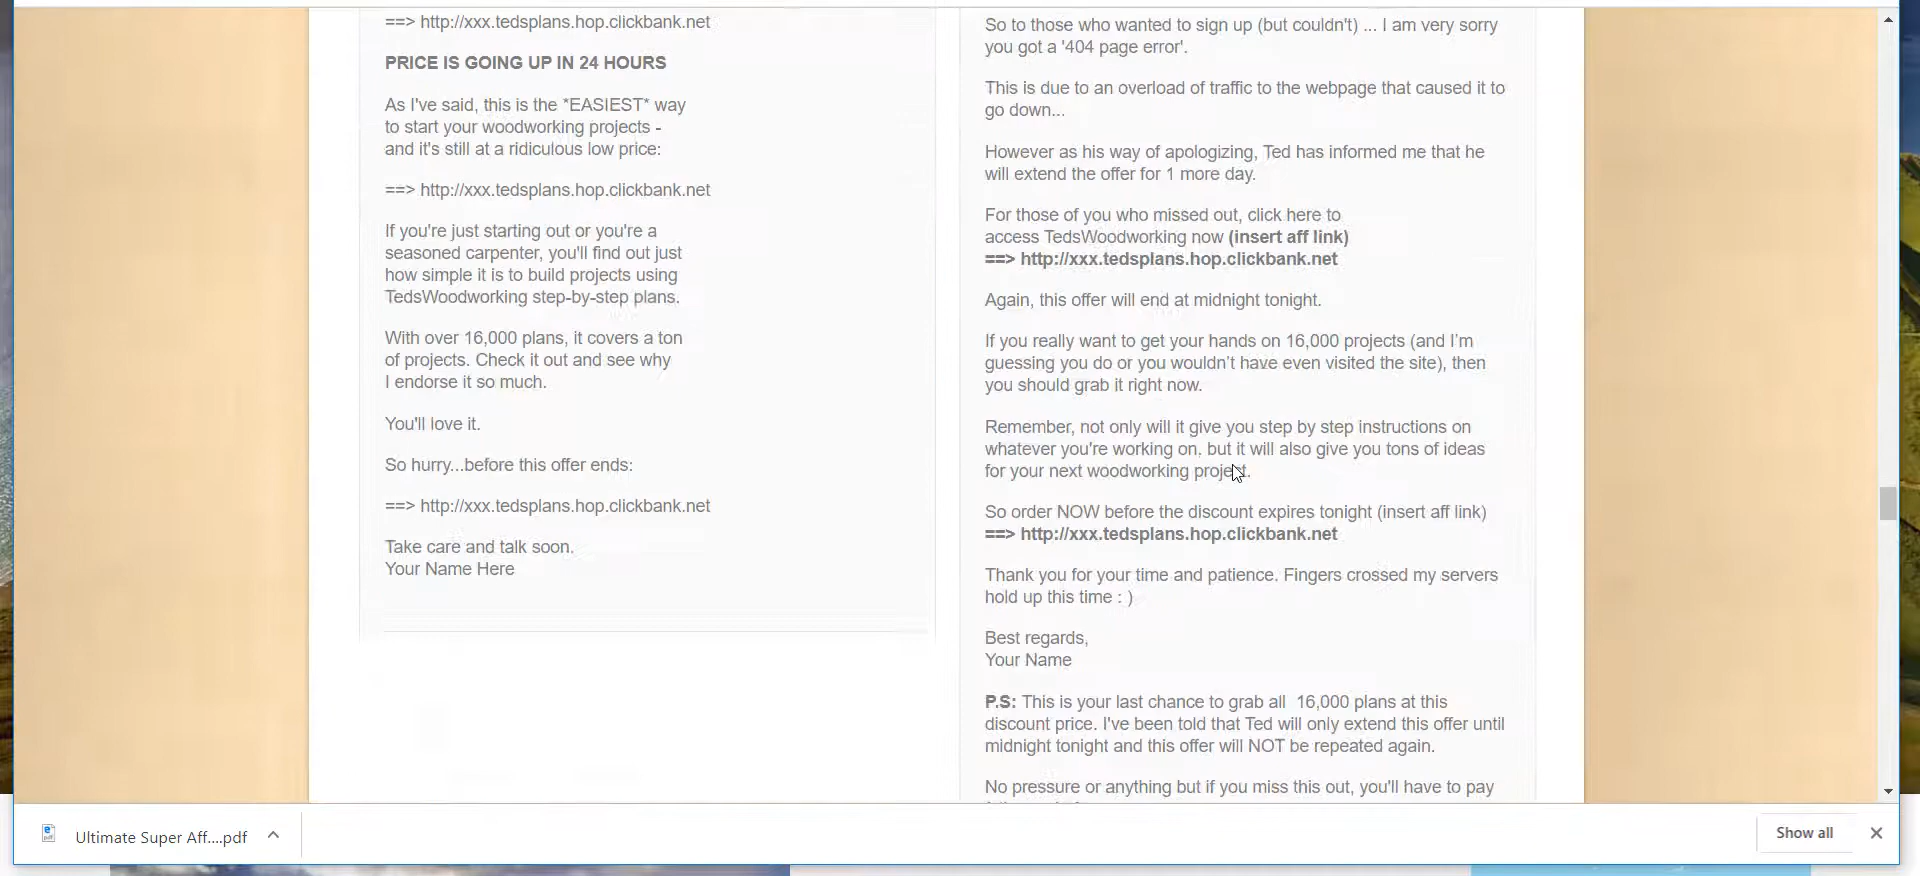 ==> http://xxx.tedsplans.hop.clickbank.net
PRICE IS GOING UP IN 24 HOURS
As I've said, this is the *EASIEST* way
to start your woodworking projects -
and it's still at a ridiculous low price:
==> http://xxx.tedsplans.hop.clickbank.net
If you're just starting out or you're a
seasoned carpenter, you'll find out just
how simple it is to build projects using
TedsWoodworking step-by-step plans.
With over 16,000 plans, it covers a ton
of projects. Check it out and see why
I endorse it so much.
You'll love it.
So hurry...before this offer ends:
==> http://xxx.tedsplans.hop.clickbank.net
Take care and talk soon.
Your Name Here
So to those who wanted to sign up (but couldn't) ... I am very sorry
you got a '404 page error'.
This is due to an overload of traffic to the webpage that caused it to
go down...
However as his way of apologizing, Ted has informed me that he
will extend the offer for 1 more day.
For those of you who missed out, click here to
access TedsWoodworking now (insert aff link)
==> http://xxx.tedsplans.hop.clickbank.net
Again, this offer will end at midnight tonight.
If you really want to get your hands on 16,000 projects (and I'm
guessing you do or you wouldn't have even visited the site), then
you should grab it right now.
Remember, not only will it give you step by step instructions on
whatever you're working on, but it will also give you tons of ideas
for your next woodworking project.
So order NOW before the discount expires tonight (insert aff link)
==> http://xxx.tedsplans.hop.clickbank.net
Thank you for your time and patience. Fingers crossed my servers
hold up this time : )
Best regards,
Your Name
P.S: This is your last chance to grab all 16,000 plans at this
discount price. I've been told that Ted will only extend this offer until
midnight tonight and this offer will NOT be repeated again.
No pressure or anything but if you miss this out, you'll have to pay
Ultimate Super Aff....pdf
Show all